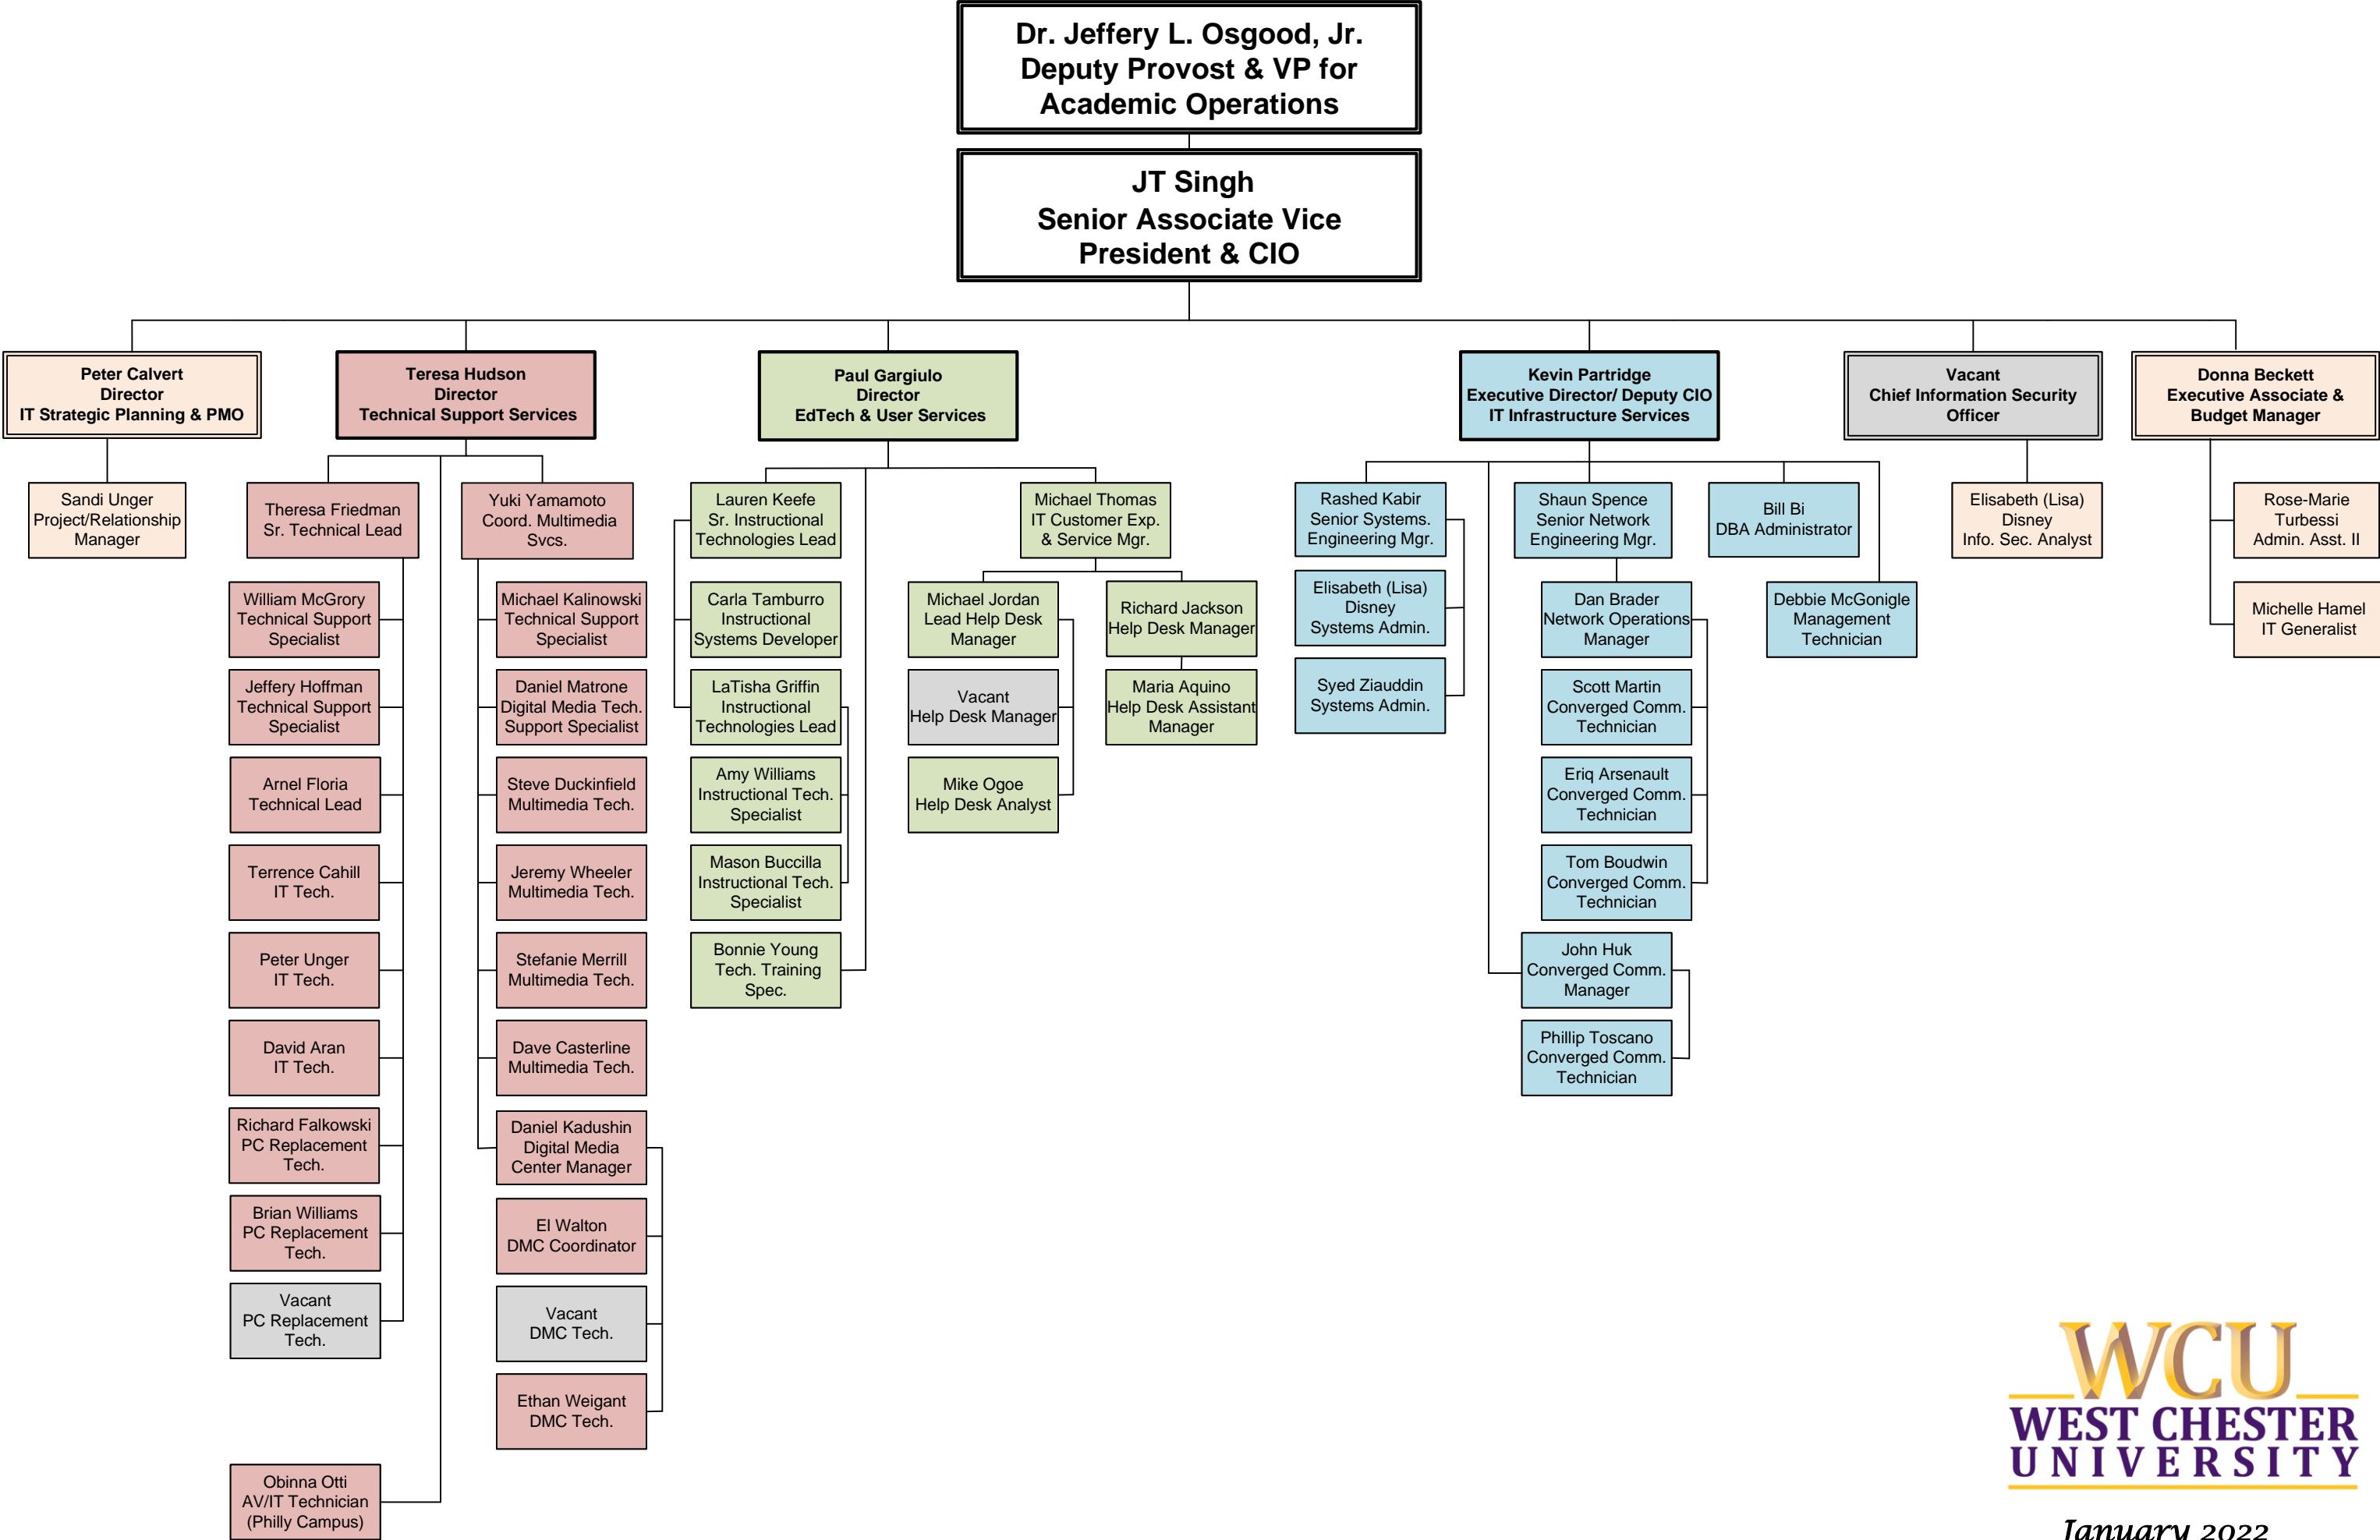 Dr. Jeffery L. Osgood, Jr.
Deputy Provost & VP for
Academic Operations
JT Singh
Senior Associate Vice
President & CIO
Peter Calvert
Director
IT Strategic Planning & PMO
Teresa Hudson
Director
Technical Support Services
Paul Gargiulo
Director
EdTech & User Services
Kevin Partridge
Executive Director/ Deputy CIO
IT Infrastructure Services
Vacant
Chief Information Security
Officer
Donna Beckett
Executive Associate &
Budget Manager
Sandi Unger
Project/Relationship
Manager
Theresa Friedman
Sr. Technical Lead
William McGrory
Technical Support
Specialist
Jeffery Hoffman
Technical Support
Specialist
Arnel Floria
Technical Lead
Terrence Cahill
IT Tech.
Peter Unger
IT Tech.
David Aran
IT Tech.
Richard Falkowski
PC Replacement
Tech.
Brian Williams
PC Replacement
Tech.
Vacant
PC Replacement
Tech.
Obinna Otti
AV/IT Technician
(Philly Campus)
Yuki Yamamoto
Coord. Multimedia
Svcs.
Michael Kalinowski
Technical Support
Specialist
Daniel Matrone
Digital Media Tech.
Support Specialist
Steve Duckinfield
Multimedia Tech.
Jeremy Wheeler
Multimedia Tech.
Stefanie Merrill
Multimedia Tech.
Dave Casterline
Multimedia Tech.
Daniel Kadushin
Digital Media
Center Manager
El Walton
DMC Coordinator
Vacant
DMC Tech.
Ethan Weigant
DMC Tech.
Lauren Keefe
Sr. Instructional
Technologies Lead
Carla Tamburro
Instructional
Systems Developer
LaTisha Griffin
Instructional
Technologies Lead
Amy Williams
Instructional Tech.
Specialist
Mason Buccilla
Instructional Tech.
Specialist
Bonnie Young
Tech. Training
Spec.
Michael Thomas
IT Customer Exp.
& Service Mgr.
Michael Jordan
Lead Help Desk
Manager
Vacant
Help Desk Manager
Mike Ogoe
Help Desk Analyst
Richard Jackson
Help Desk Manager
Maria Aquino
Help Desk Assistant
Manager
Rashed Kabir
Senior Systems.
Engineering Mgr.
Elisabeth (Lisa)
Disney
Systems Admin.
Syed Ziauddin
Systems Admin.
Shaun Spence
Senior Network
Engineering Mgr.
Dan Brader
Network Operations
Manager
Scott Martin
Converged Comm.
Technician
Eriq Arsenault
Converged Comm.
Technician
Tom Boudwin
Converged Comm.
Technician
John Huk
Converged Comm.
Manager
Phillip Toscano
Converged Comm.
Technician
Bill Bi
DBA Administrator
Debbie McGonigle
Management
Technician
Elisabeth (Lisa)
Disney
Info. Sec. Analyst
Rose-Marie
Turbessi
Admin. Asst. II
Michelle Hamel
IT Generalist
WCU
WEST CHESTER
UNIVERSITY
January 2022